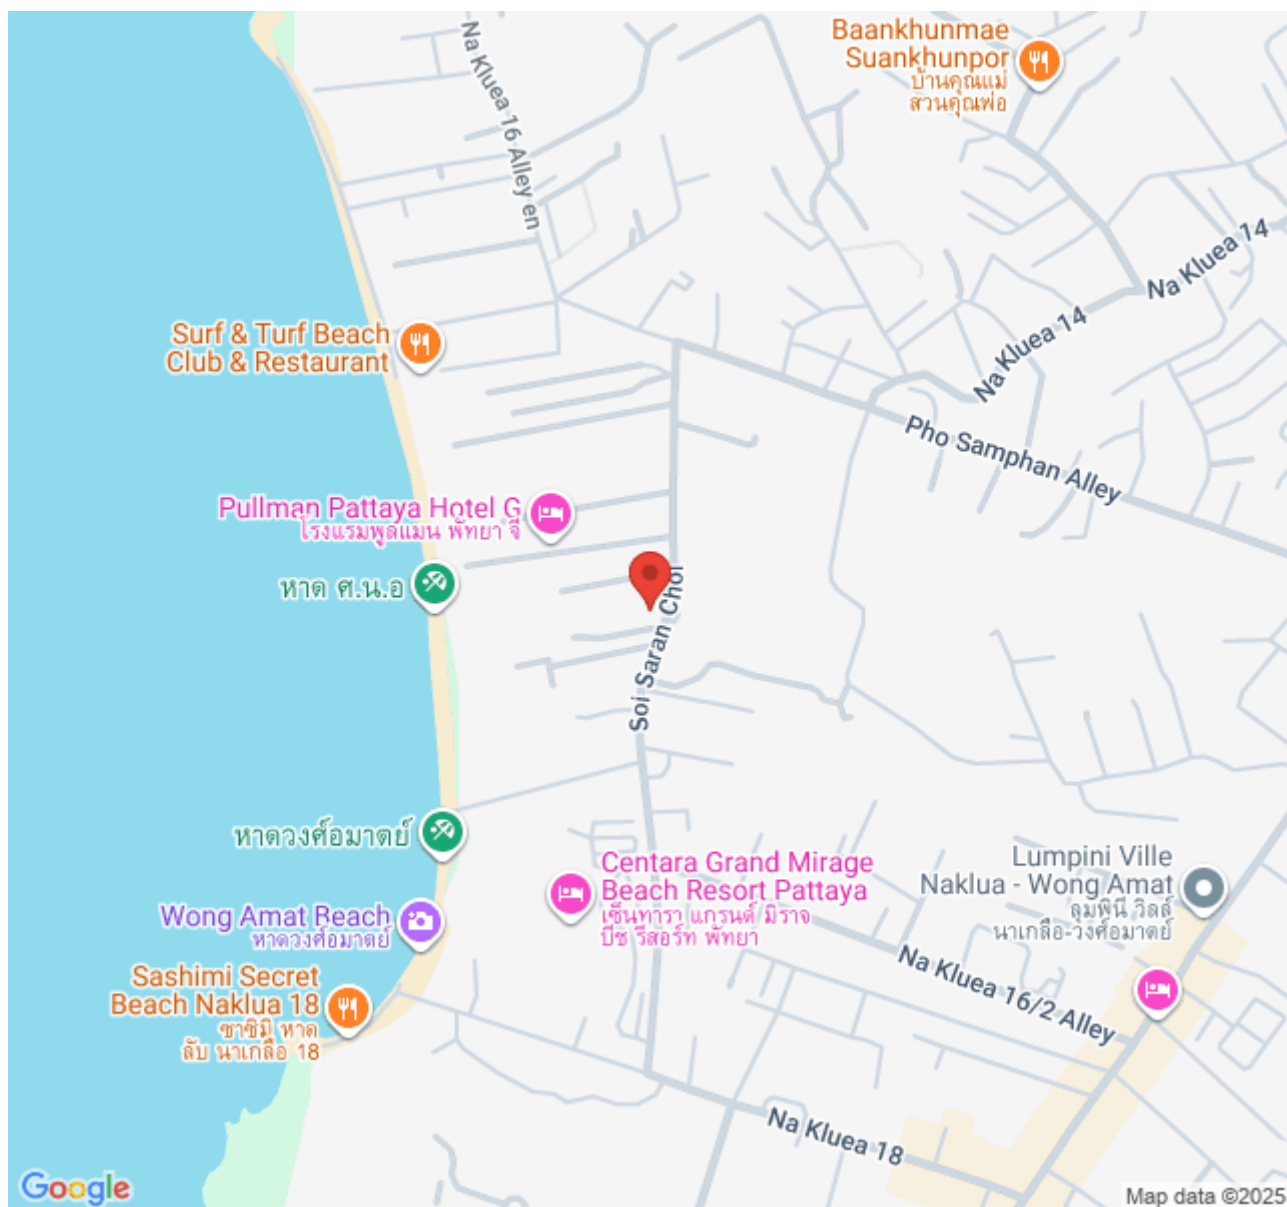 Baankhunmae
Suankhunpor
บ้านคุณแม่
สวนคุณพ่อ
Na Kluea 16 Alley en
Na Kluea 14
Na Kluea 14
Surf & Turf Beach
Club & Restaurant
Pho Samphan Alley
Pullman Pattaya Hotel G
โรงแรมพูลแมน พัทยา จี
หาด ศ.น.อ
Soi Saran Chol
หาดวงศ์อมาตย์
Centara Grand Mirage
Beach Resort Pattaya
เซ็นทารา แกรนด์ มิราจ
บีช รีสอร์ท พัทยา
Lumpini Ville
Naklua - Wong Amat
ลุมพินี วิลล์
นาเกลือ-วงศ์อมาตย์
Wong Amat Beach
หาดวงศ์อมาตย์
Sashimi Secret
Beach Naklua 18
ซาชิมิ หาด
ลับ นาเกลือ 18
Na Kluea 16/2 Alley
Na Kluea 18
Google
Map data ©2025